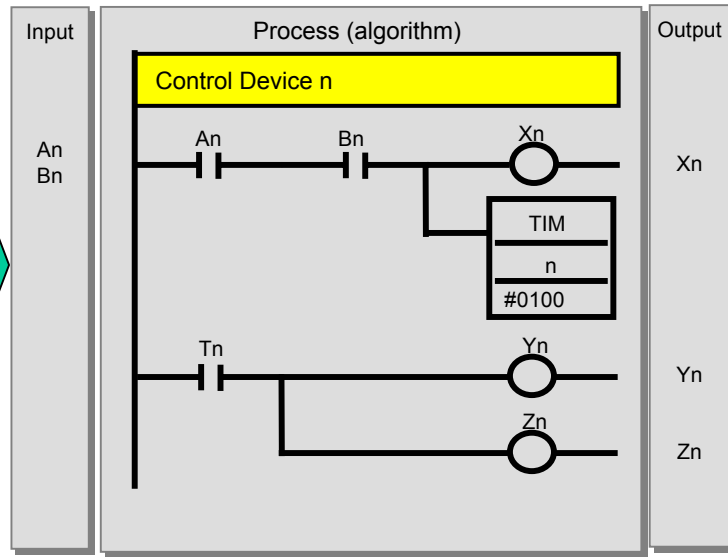 Input
An
Bn
Process (algorithm)
Control Device n
An
Bn
Xn
TIM
n
#0100
Tn
Yn
Zn
Output
Xn
Yn
Zn